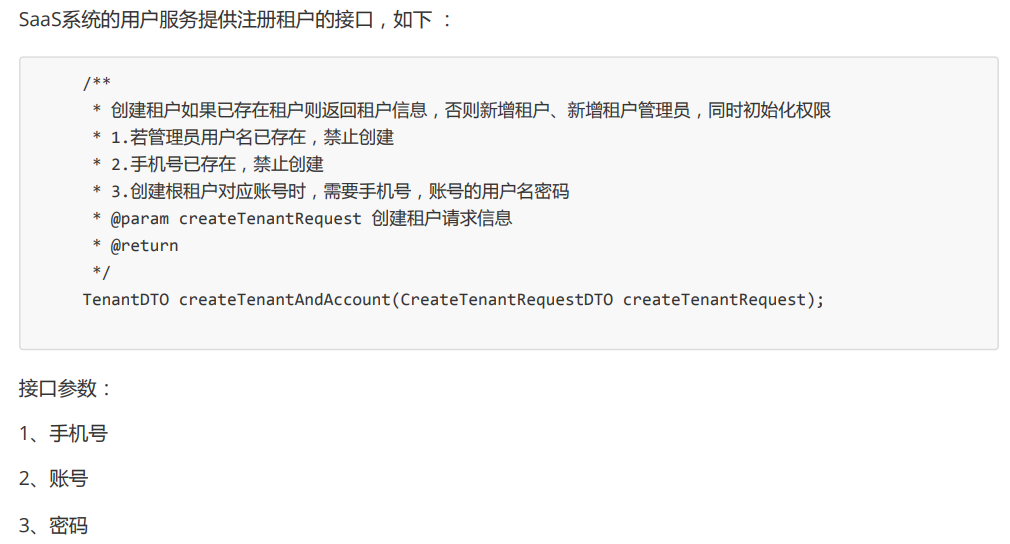 SaaS系统的用户服务提供注册租户的接口，如下 ：
/**
* 创建租户如果已存在租户则返回租户信息，否则新增租户、新增租户管理员，同时初始化权限
* 1.若管理员用户名已存在，禁止创建
* 2.手机号已存在，禁止创建
* 3.创建根租户对应账号时，需要手机号，账号的用户名密码
* @param createTenantRequest 创建租户请求信息
* @return
*/
TenantDTO createTenantAndAccount(CreateTenantRequestDTO createTenantRequest);
接口参数：
1、手机号
2、账号
3、密码